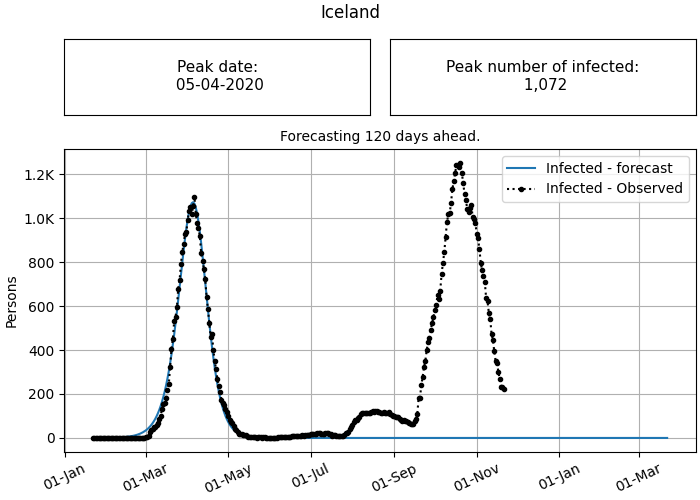 Iceland
Peak date:
05-04-2020
Peak number of infected:
1,072
Forecasting 120 days ahead.
Infected - forecast
Infected - Observed
1.2K
1.0K
800
600
400
200
0
Persons
01-Jan
01-Mar
01-May
01-Jul
01-Sep
01-Nov
01-Jan
01-Mar